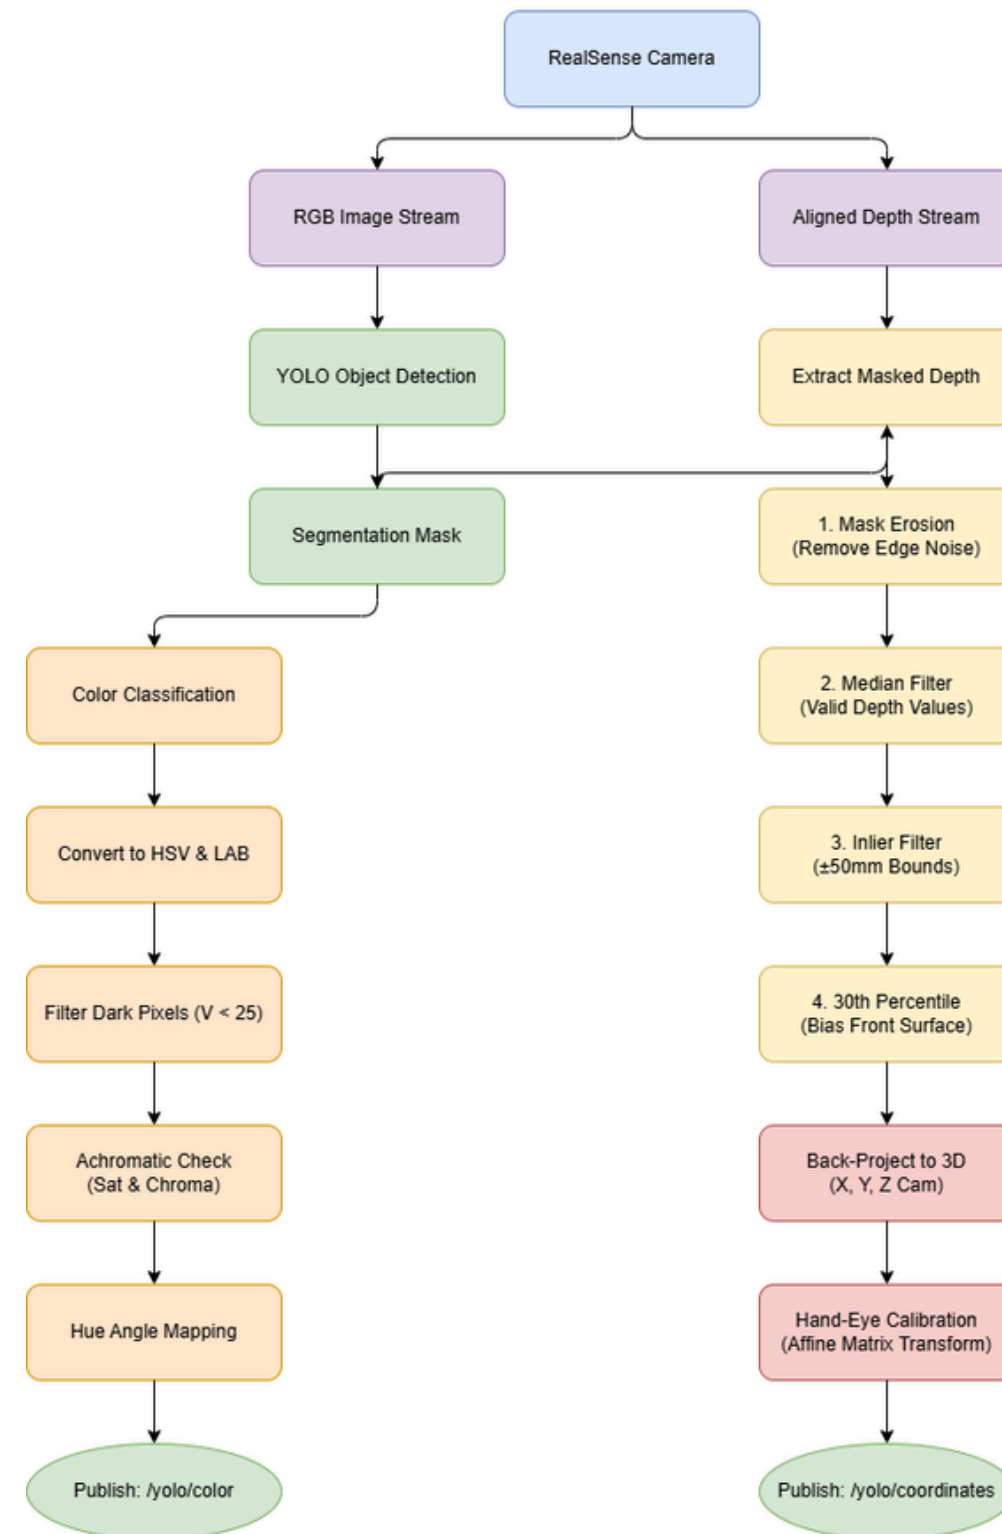 RealSense Camera
RGB Image Stream
Aligned Depth Stream
YOLO Object Detection
Extract Masked Depth
Segmentation Mask
1. Mask Erosion
(Remove Edge Noise)
Color Classification
2. Median Filter
(Valid Depth Values)
Convert to HSV & LAB
3. Inlier Filter
(±50mm Bounds)
Filter Dark Pixels (V < 25)
4. 30th Percentile
(Bias Front Surface)
Achromatic Check
(Sat & Chroma)
Back-Project to 3D
(X, Y, Z Cam)
Hue Angle Mapping
Hand-Eye Calibration
(Affine Matrix Transform)
Publish: /yolo/color
Publish: /yolo/coordinates